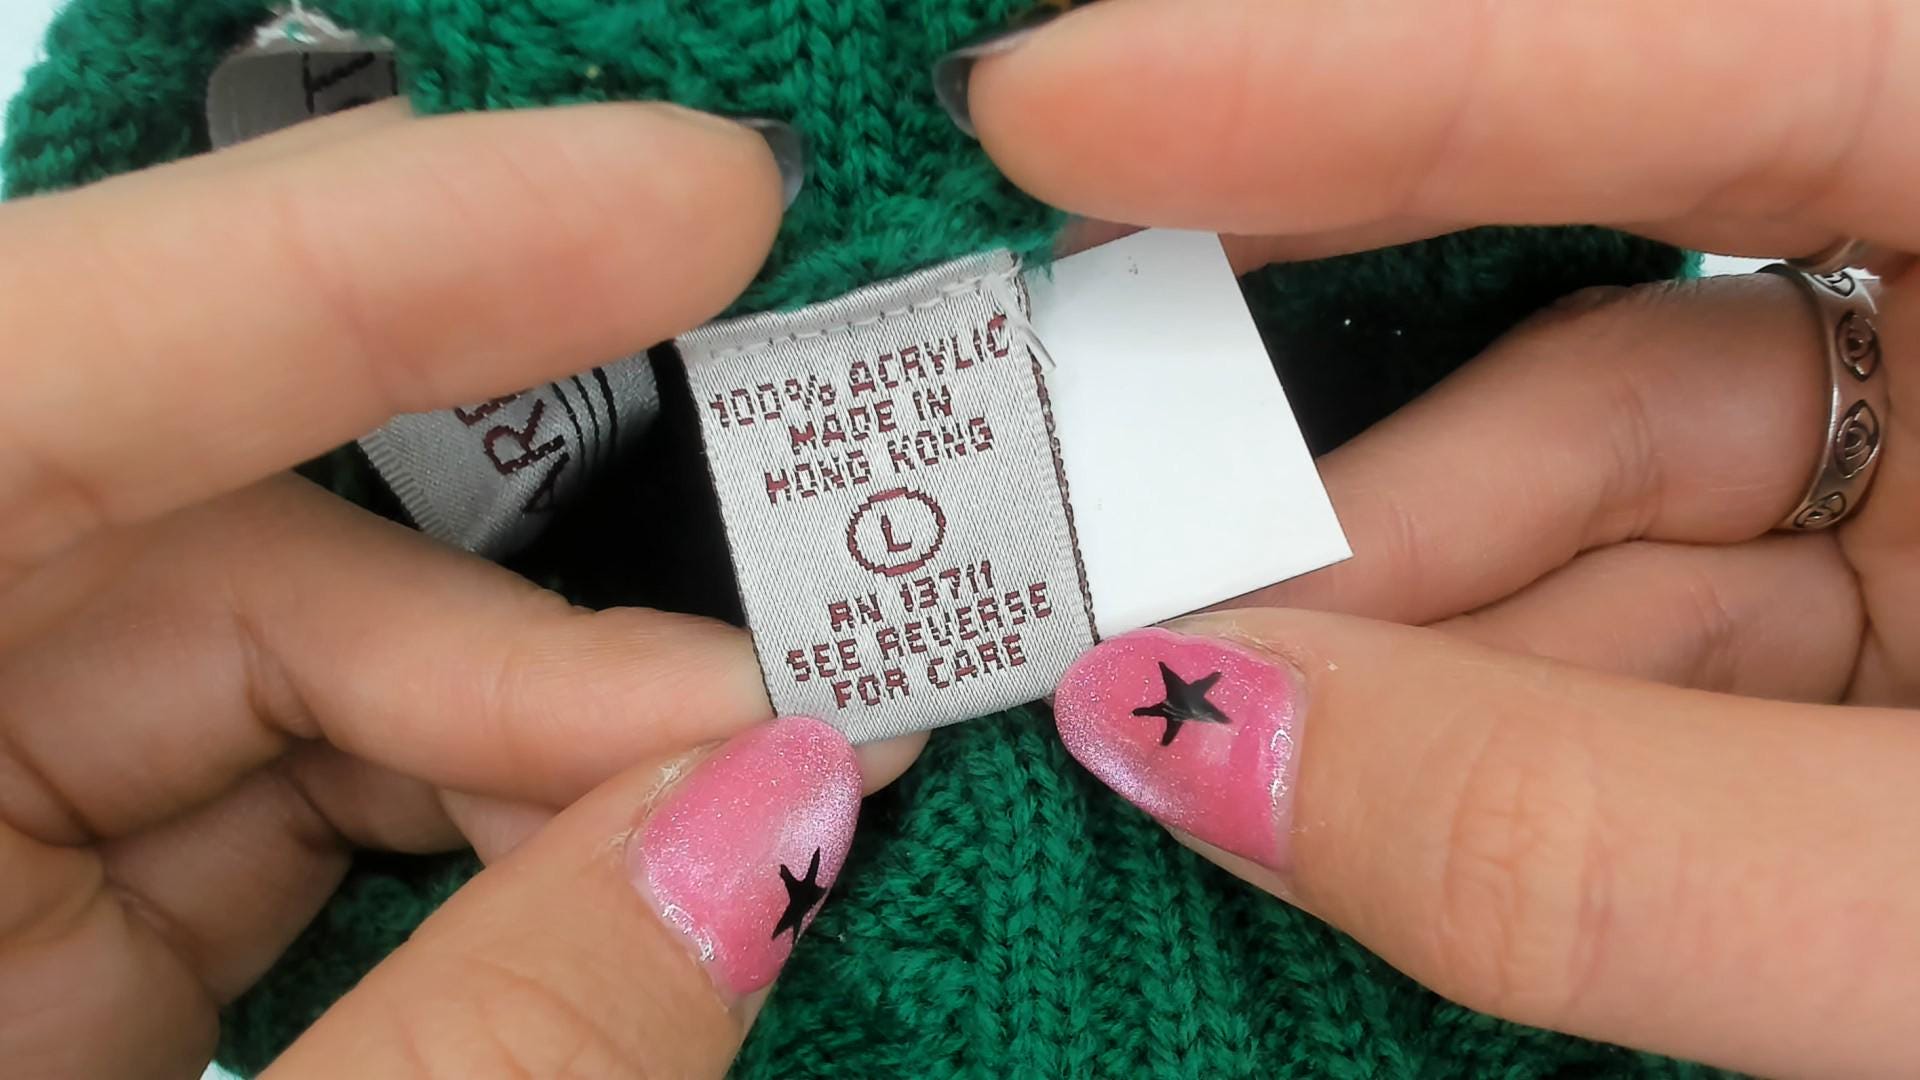 100% ACRYLIC
MADE IN
HONG KONG
L
RN 13711
SEE REVERSE
FOR CARE